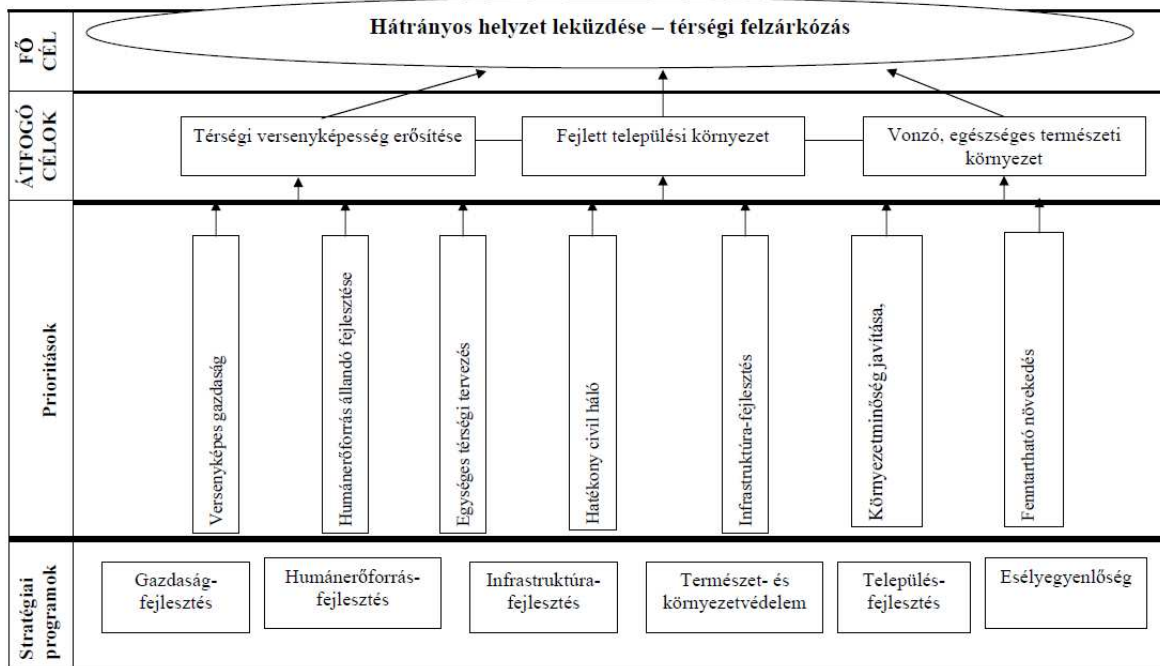 FŐ
CÉL
Hátrányos helyzet leküzdése – térségi felzárkózás
ÁTFOGÓ
CÉLOK
Térségi versenyképesség erősítése
Fejlett települési környezet
Vonzó, egészséges természeti
környezet
Prioritások
Versenyképes gazdaság
Humánerőforrás állandó fejlesztése
Egységes térségi tervezés
Hatékony civil háló
Infrastruktúra-fejlesztés
Környezetminőség javítása,
Fenntartható növekedés
Stratégiai
programok
Gazdaság-
fejlesztés
Humánerőforrás-
fejlesztés
Infrastruktúra-
fejlesztés
Természet- és
környezetvédelem
Település-
fejlesztés
Esélyegyenlőség